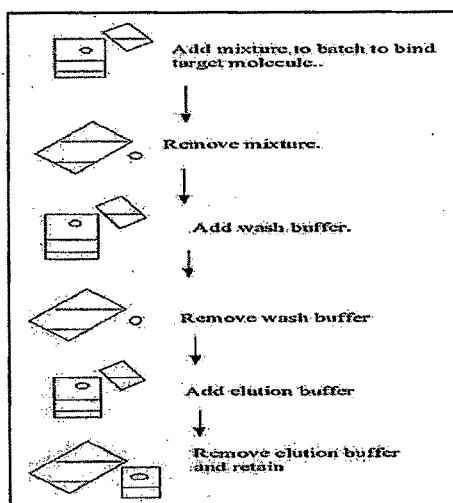 Add mixture to batch to bind
target molecule..
Remove mixture.
Add wash buffer.
Remove wash buffer
Add elution buffer
Remove elution buffer
and retain